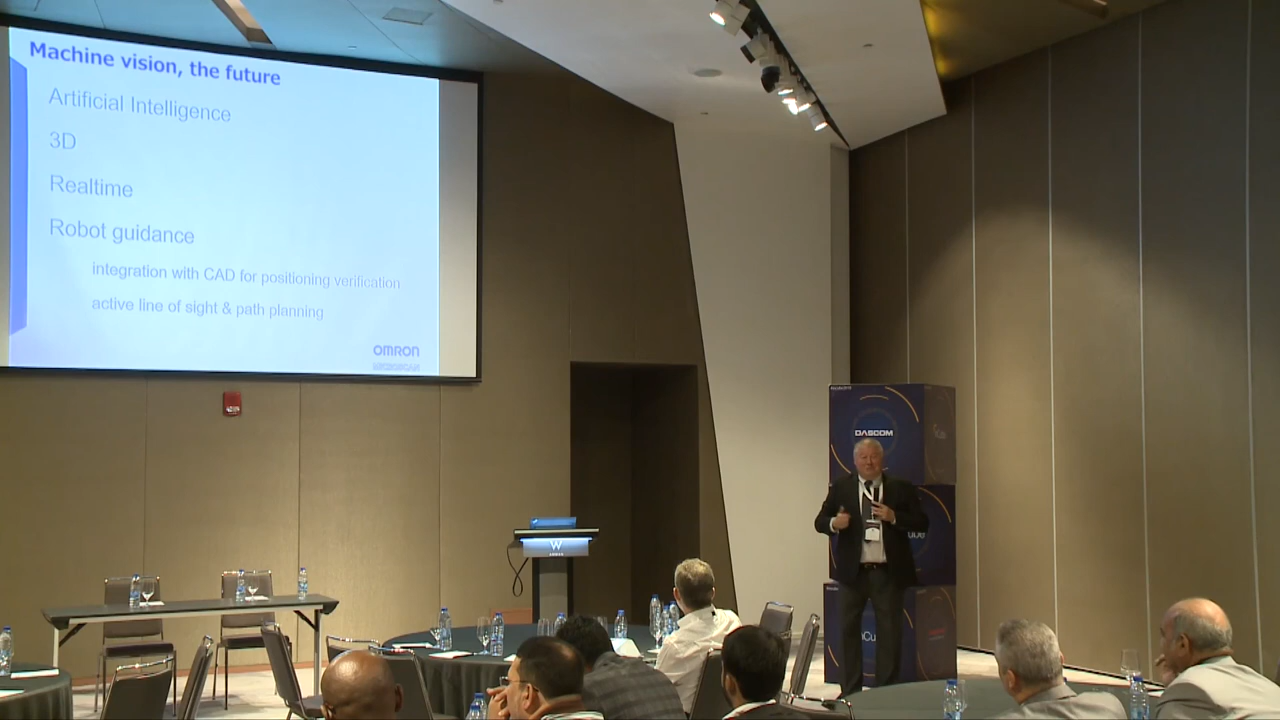 Machine vision, the future
Artificial Intelligence
3D
Realtime
Robot guidance
integration with CAD for positioning verification
active line of sight & path planning
OMRON
MICROSCAN
DASCOM
W